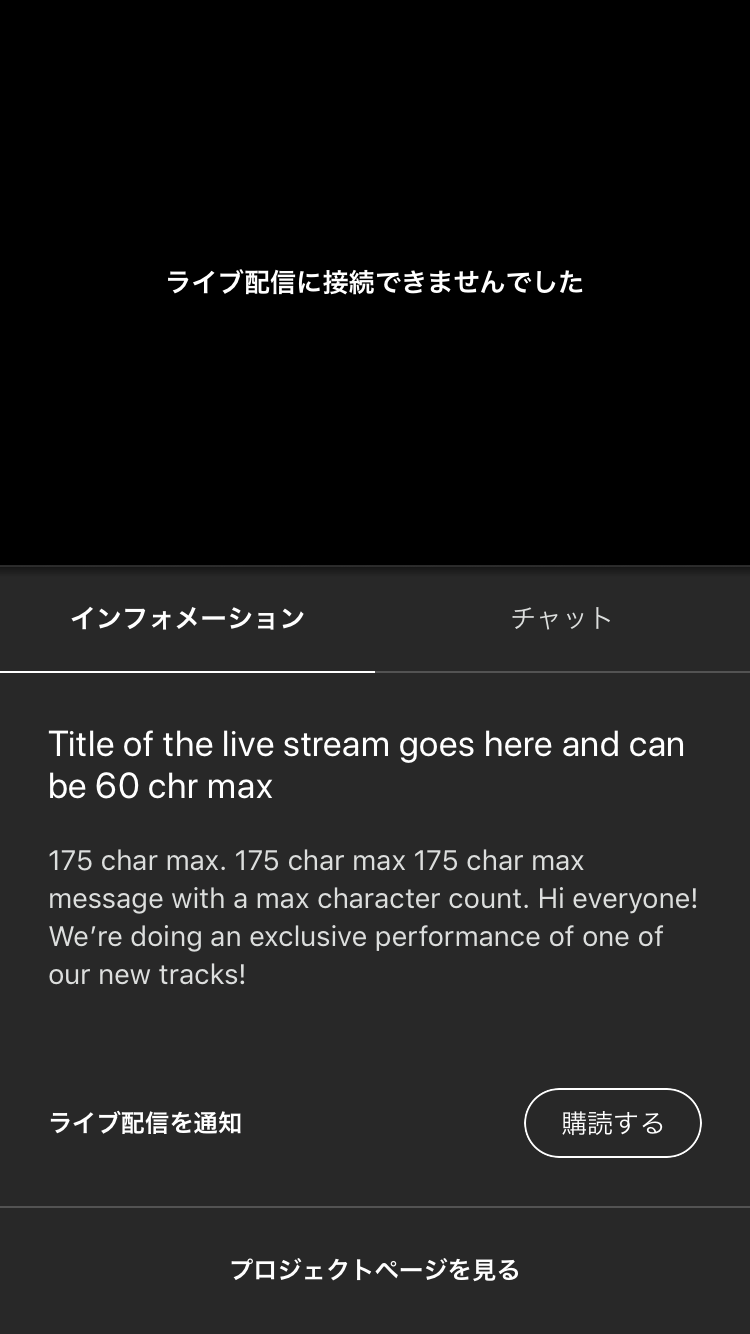 ライブ配信に接続できませんでした
インフォメーション
チャット
Title of the live stream goes here and can
be 60 chr max
175 char max. 175 char max 175 char max
message with a max character count. Hi everyone!
We’re doing an exclusive performance of one of
our new tracks!
ライブ配信を通知
購読する
プロジェクトページを見る